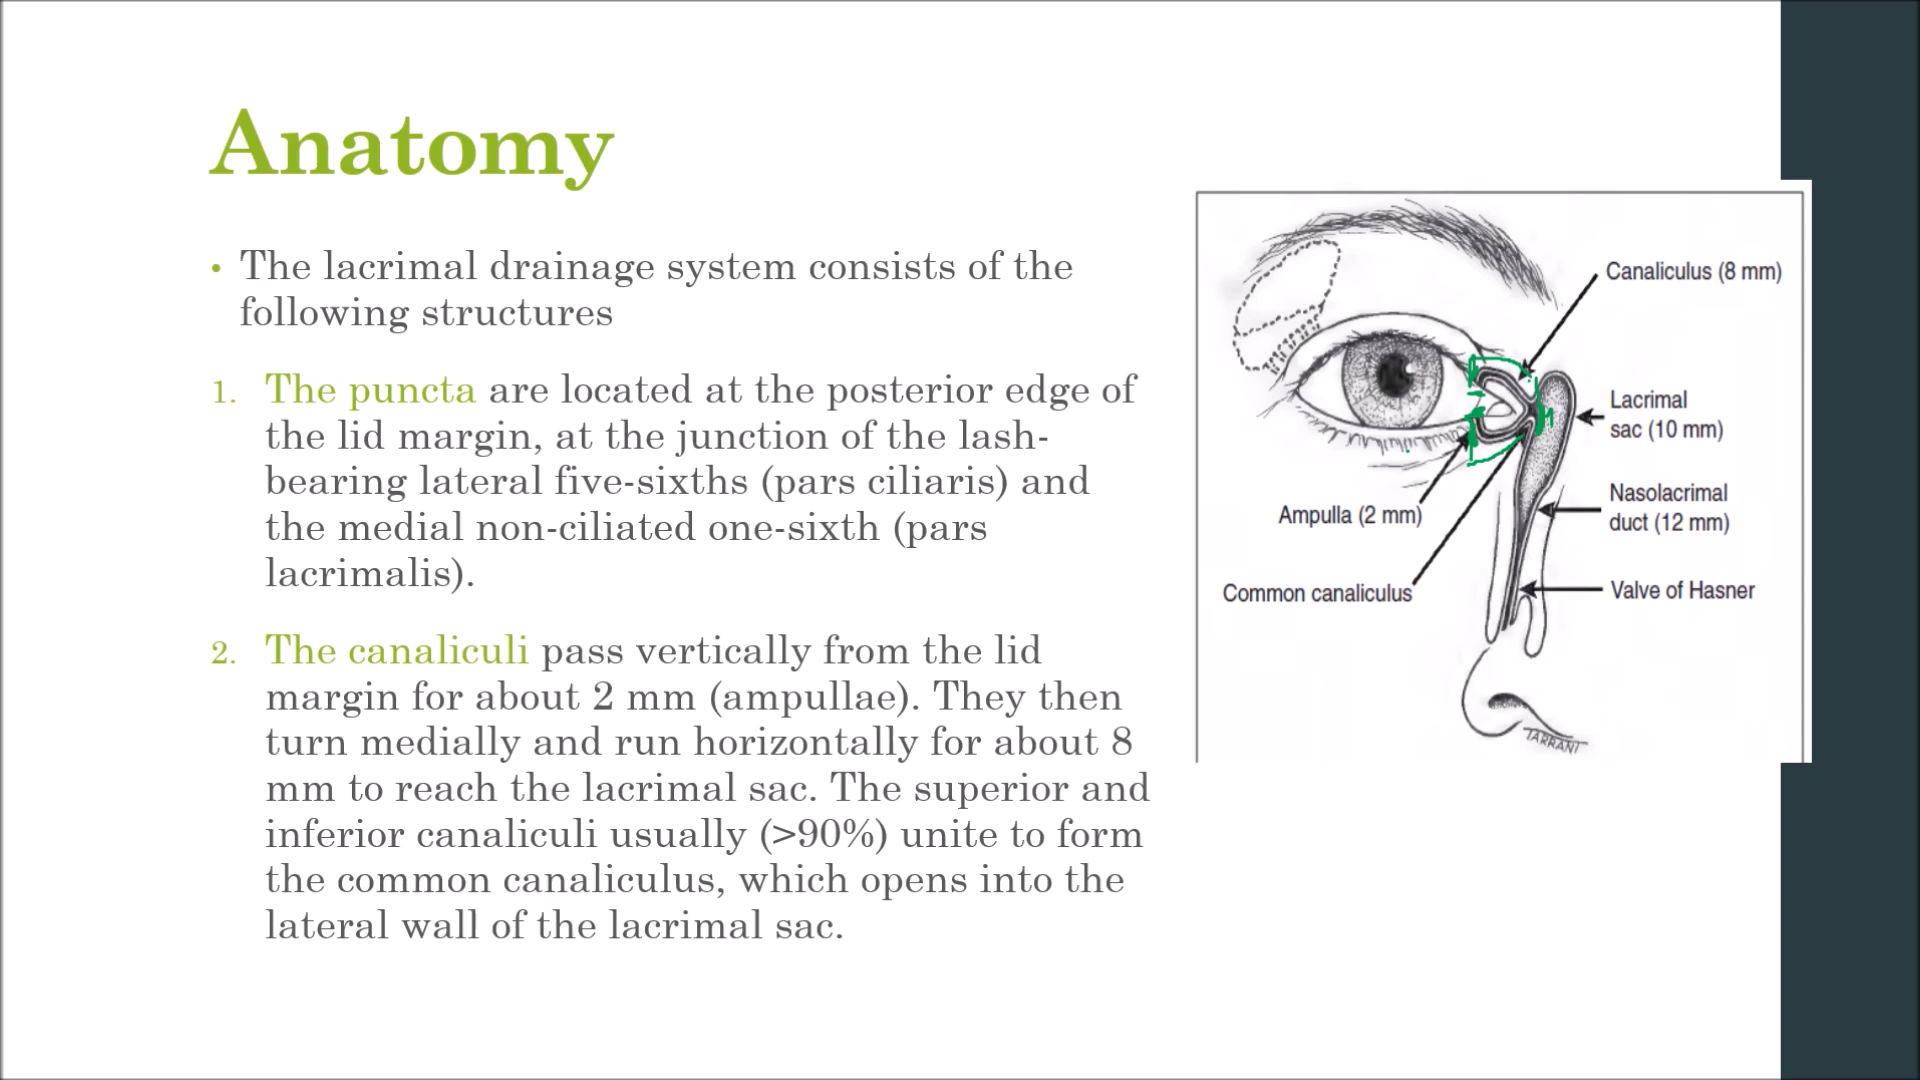 Anatomy
• The lacrimal drainage system consists of the
following structures
1. The puncta are located at the posterior edge of
the lid margin, at the junction of the lash-
bearing lateral five-sixths (pars ciliaris) and
the medial non-ciliated one-sixth (pars
lacrimalis).
2. The canaliculi pass vertically from the lid
margin for about 2 mm (ampullae). They then
turn medially and run horizontally for about 8
mm to reach the lacrimal sac. The superior and
inferior canaliculi usually (>90%) unite to form
the common canaliculus, which opens into the
lateral wall of the lacrimal sac.
Canaliculus (8 mm)
Lacrimal
sac (10 mm)
Nasolacrimal
duct (12 mm)
Ampulla (2 mm)
Common canaliculus
Valve of Hasner
TARRANT